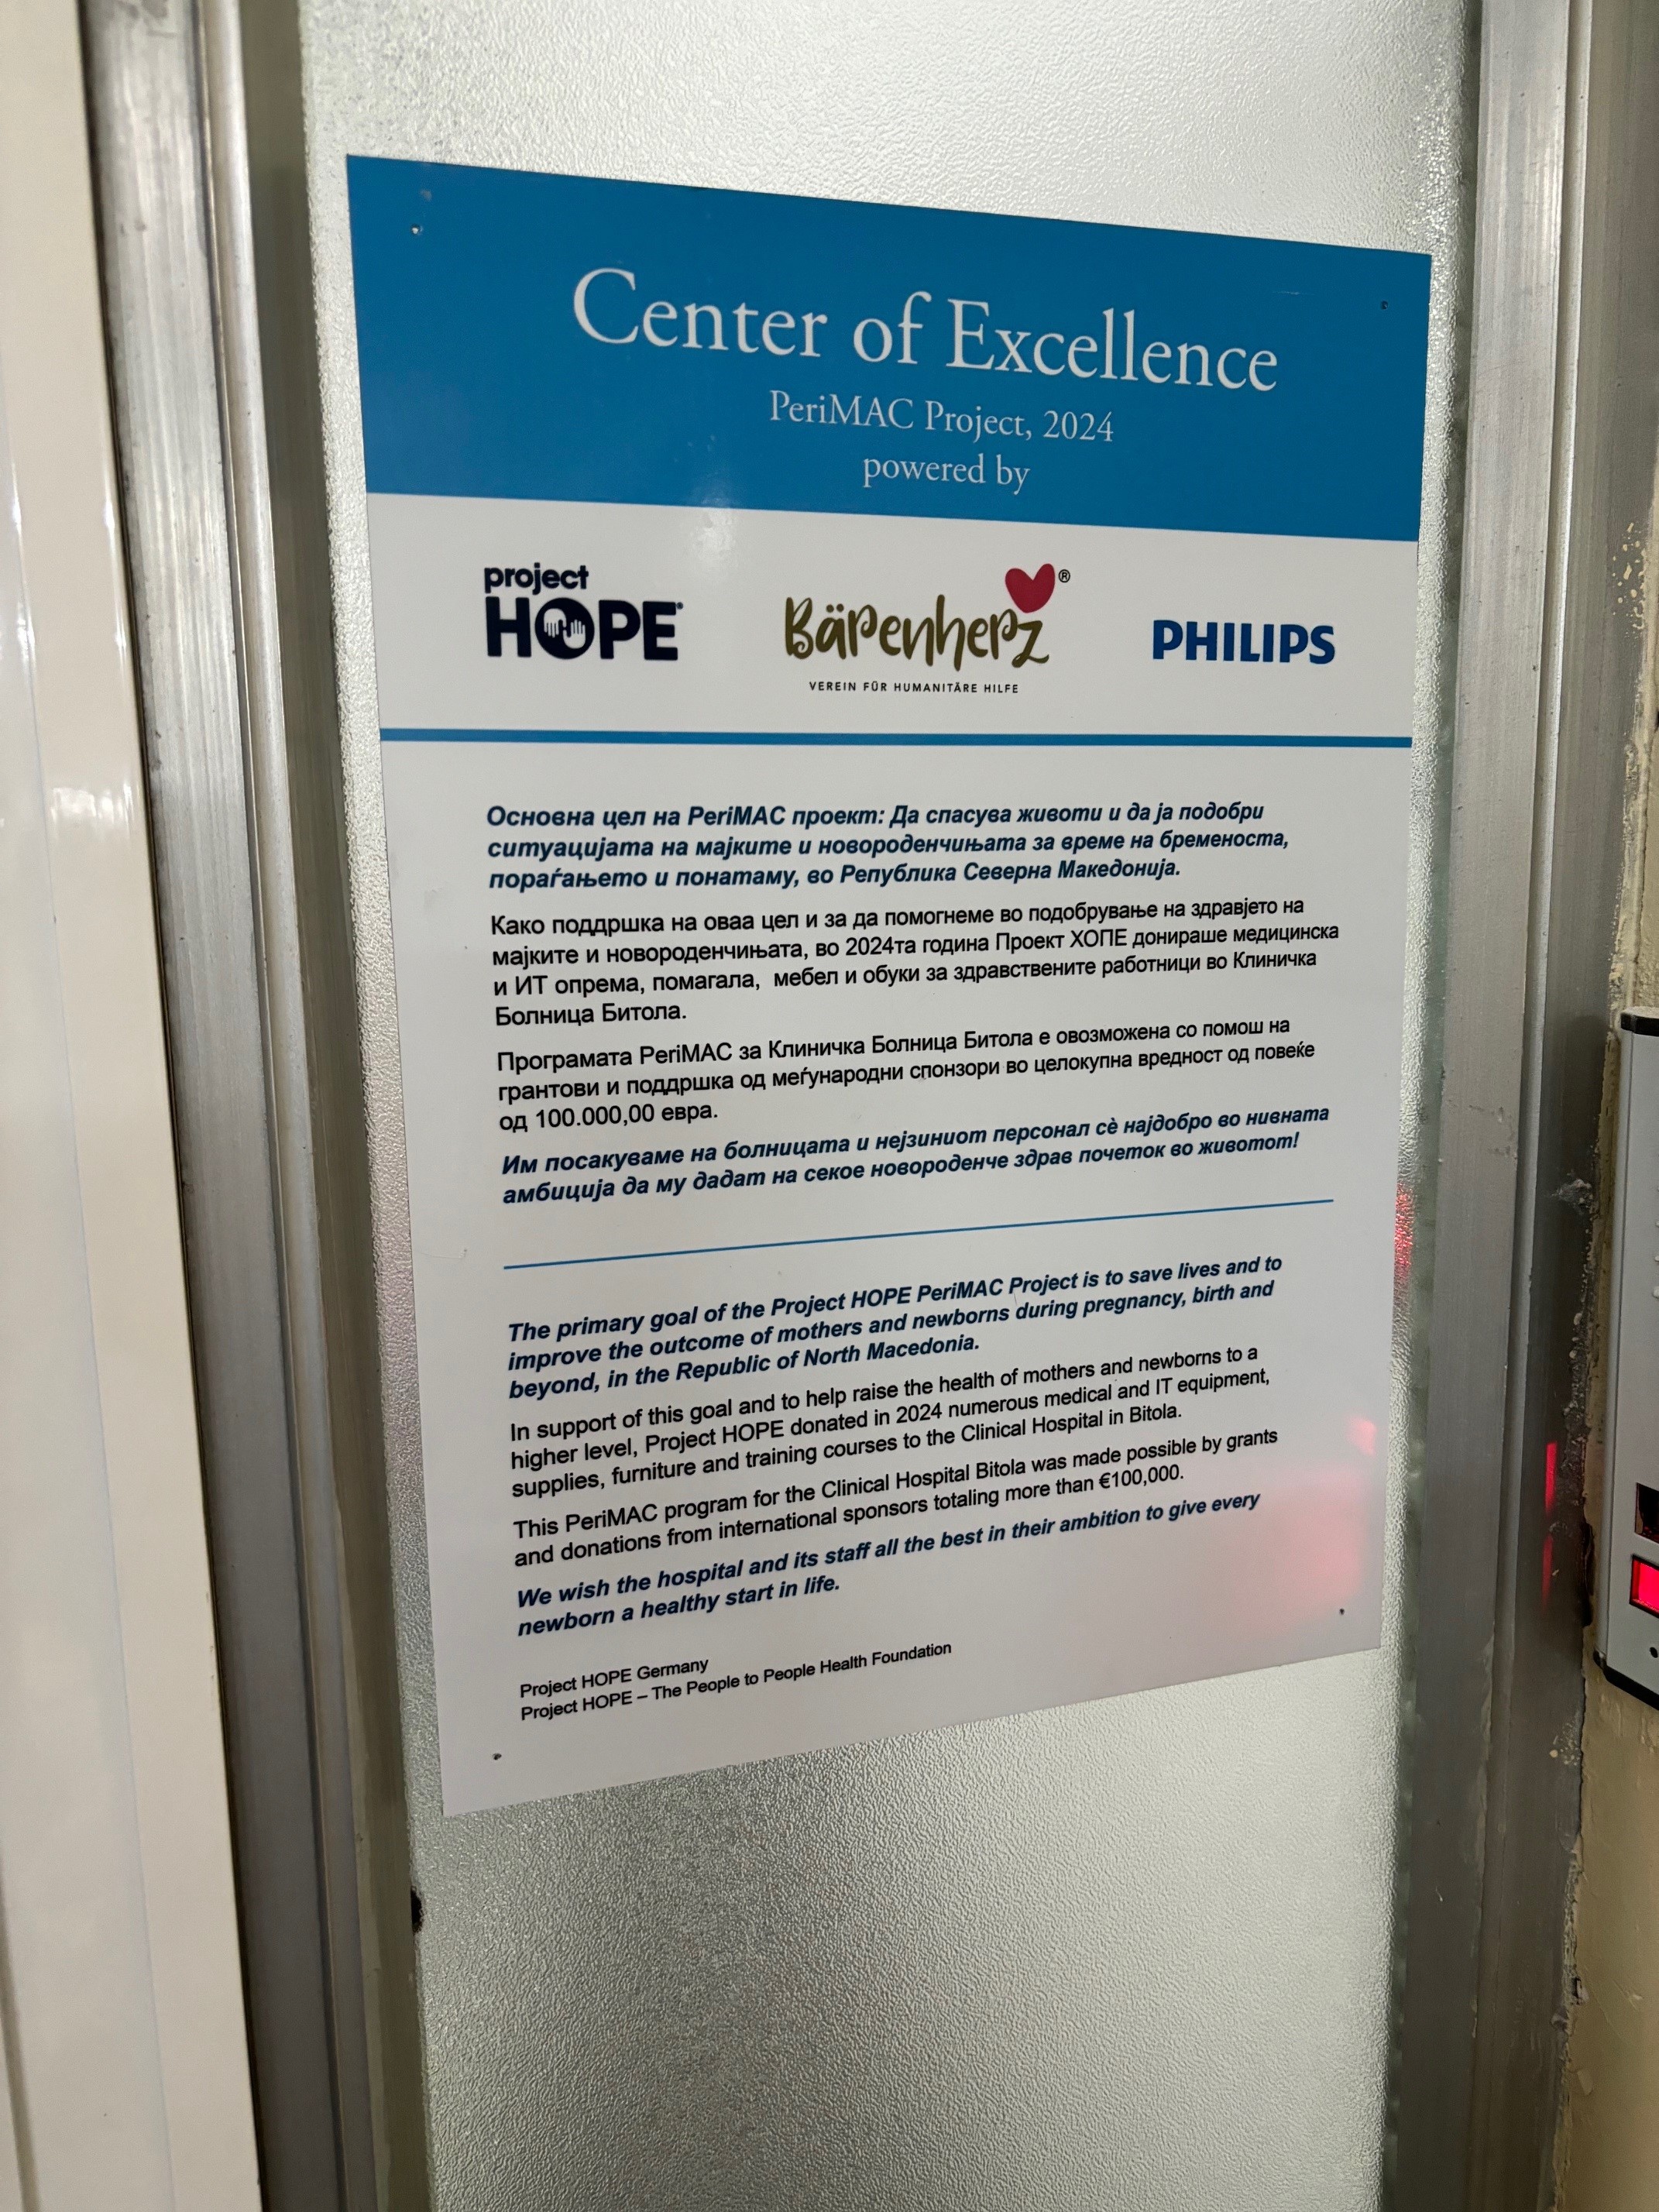 Center of Excellence
PeriMAC Project, 2024
powered by
project
HOPE
Bärenherz ®
VEREIN FÜR HUMANITÄRE HILFE
PHILIPS
Основна цел на PeriMAC проект: Да спасува животи и да ја подобри
ситуацијата на мајките и новороденчињата за време на бременоста,
пораѓањето и понатаму, во Република Северна Македонија.
Како поддршка на оваа цел и за да помогнеме во подобрување на здравјето на
мајките и новороденчињата, во 2024та година Проект ХОПЕ донираше медицинска
и ИТ опрема, помагала, мебел и обуки за здравствените работници во Клиничка
Болница Битола.
Програмата PeriMAC за Клиничка Болница Битола е овозможена со помош на
грантови и поддршка од меѓународни спонзори во целокупна вредност од повеќе
од 100.000,00 евра.
Им посакуваме на болницата и нејзиниот персонал сѐ најдобро во нивната
амбиција да му дадат на секое новороденче здрав почеток во животот!
The primary goal of the Project HOPE PeriMAC Project is to save lives and to
improve the outcome of mothers and newborns during pregnancy, birth and
beyond, in the Republic of North Macedonia.
In support of this goal and to help raise the health of mothers and newborns to a
higher level, Project HOPE donated in 2024 numerous medical and IT equipment,
supplies, furniture and training courses to the Clinical Hospital in Bitola.
This PeriMAC program for the Clinical Hospital Bitola was made possible by grants
and donations from international sponsors totaling more than €100,000.
We wish the hospital and its staff all the best in their ambition to give every
newborn a healthy start in life.
Project HOPE Germany
Project HOPE – The People to People Health Foundation